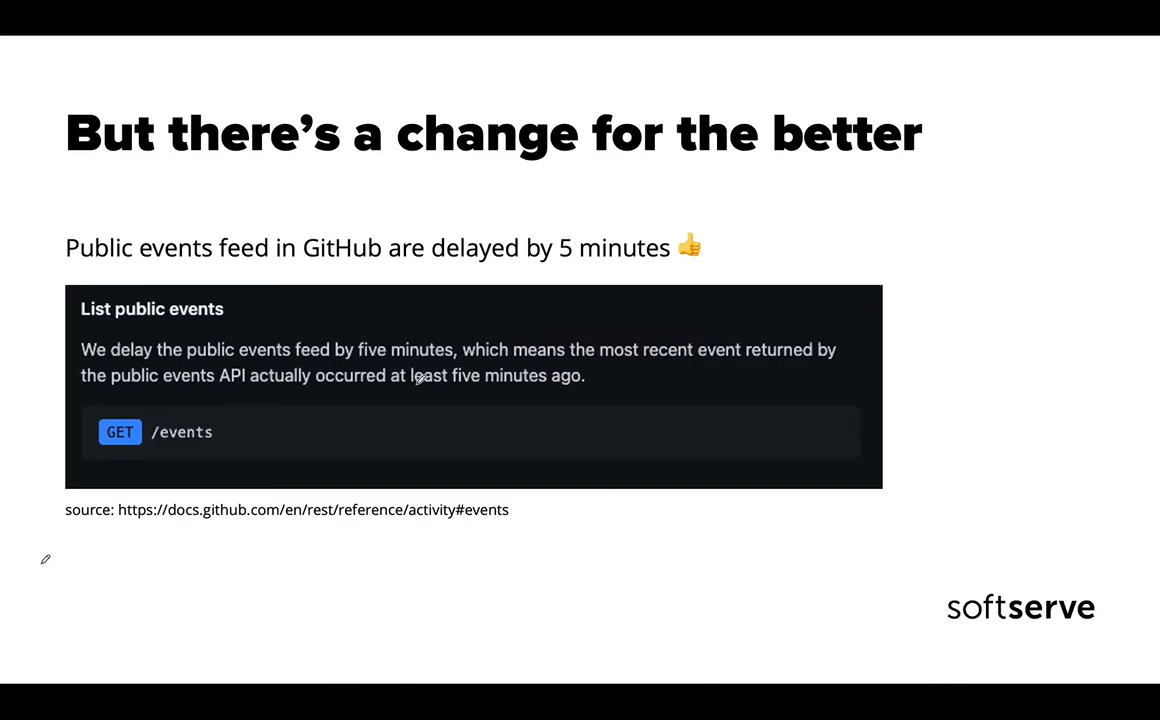 But there’s a change for the better
Public events feed in GitHub are delayed by 5 minutes 👍
List public events
We delay the public events feed by five minutes, which means the most recent event returned by
the public events API actually occurred at least five minutes ago.
GET /events
source: https://docs.github.com/en/rest/reference/activity#events
softserve